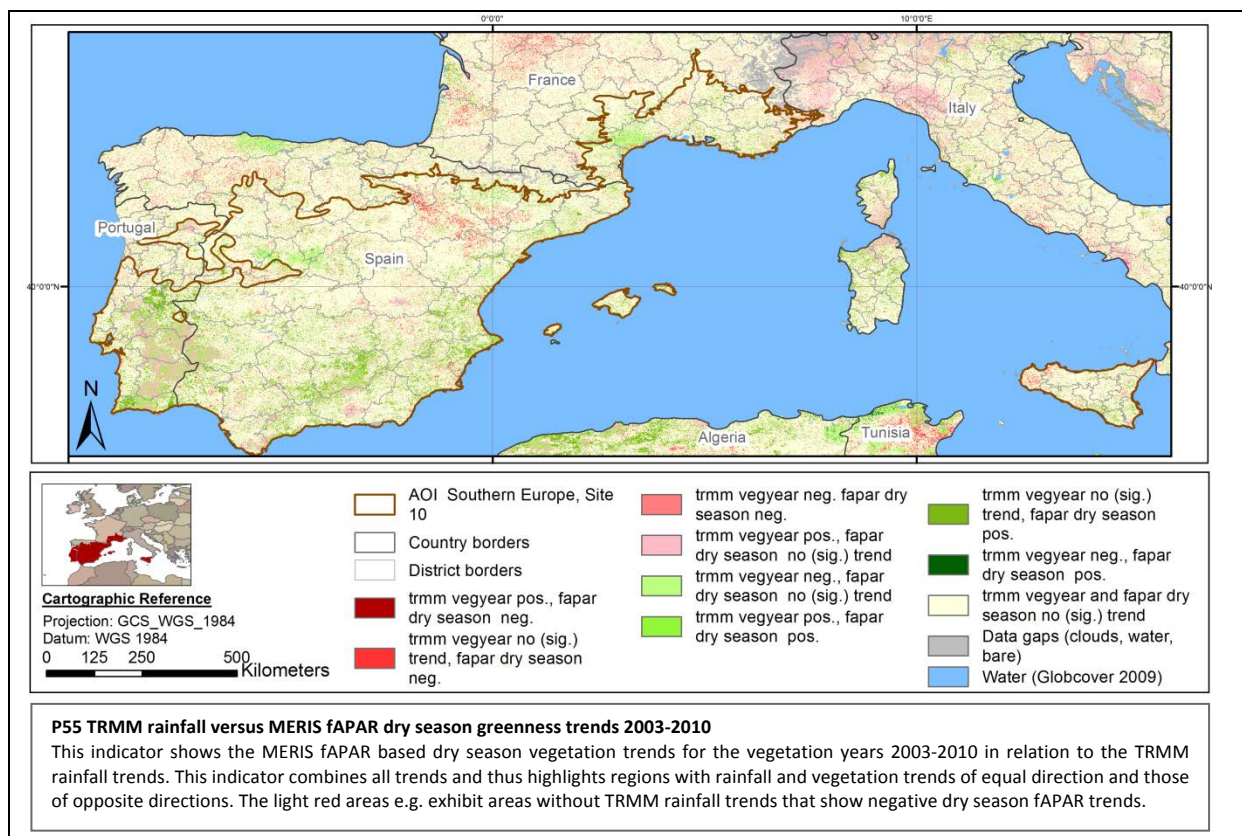 0°0'0"
10°0'0"E
France
Italy
Portugal
Spain
40°0'0"N
40°0'0"N
N
Algeria
Tunisia
Cartographic Reference
Projection: GCS_WGS_1984
Datum: WGS 1984
0 125 250 500
Kilometers
AOI Southern Europe, Site
10
Country borders
District borders
trmm vegyear pos., fapar
dry season neg.
trmm vegyear no (sig.)
trend, fapar dry season
neg.
trmm vegyear neg. fapar dry
season neg.
trmm vegyear pos., fapar
dry season no (sig.) trend
trmm vegyear neg., fapar
dry season no (sig.) trend
trmm vegyear pos., fapar
dry season pos.
trmm vegyear no (sig.)
trend, fapar dry season
pos.
trmm vegyear neg., fapar
dry season pos.
trmm vegyear and fapar dry
season no (sig.) trend
Data gaps (clouds, water,
bare)
Water (Globcover 2009)
P55 TRMM rainfall versus MERIS fAPAR dry season greenness trends 2003-2010
This indicator shows the MERIS fAPAR based dry season vegetation trends for the vegetation years 2003-2010 in relation to the TRMM
rainfall trends. This indicator combines all trends and thus highlights regions with rainfall and vegetation trends of equal direction and those
of opposite directions. The light red areas e.g. exhibit areas without TRMM rainfall trends that show negative dry season fAPAR trends.